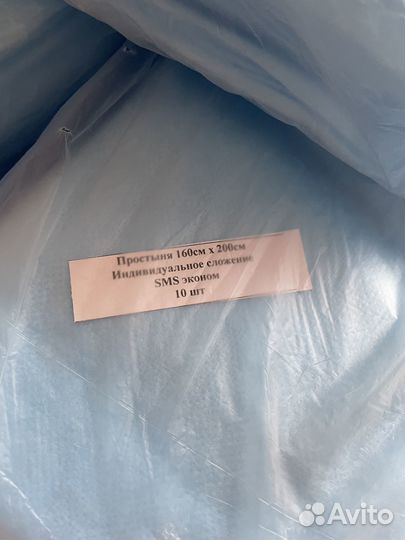 Простыня 160см х 200см
Индивидуальное сложение
SMS эконом
10 шт
Avito